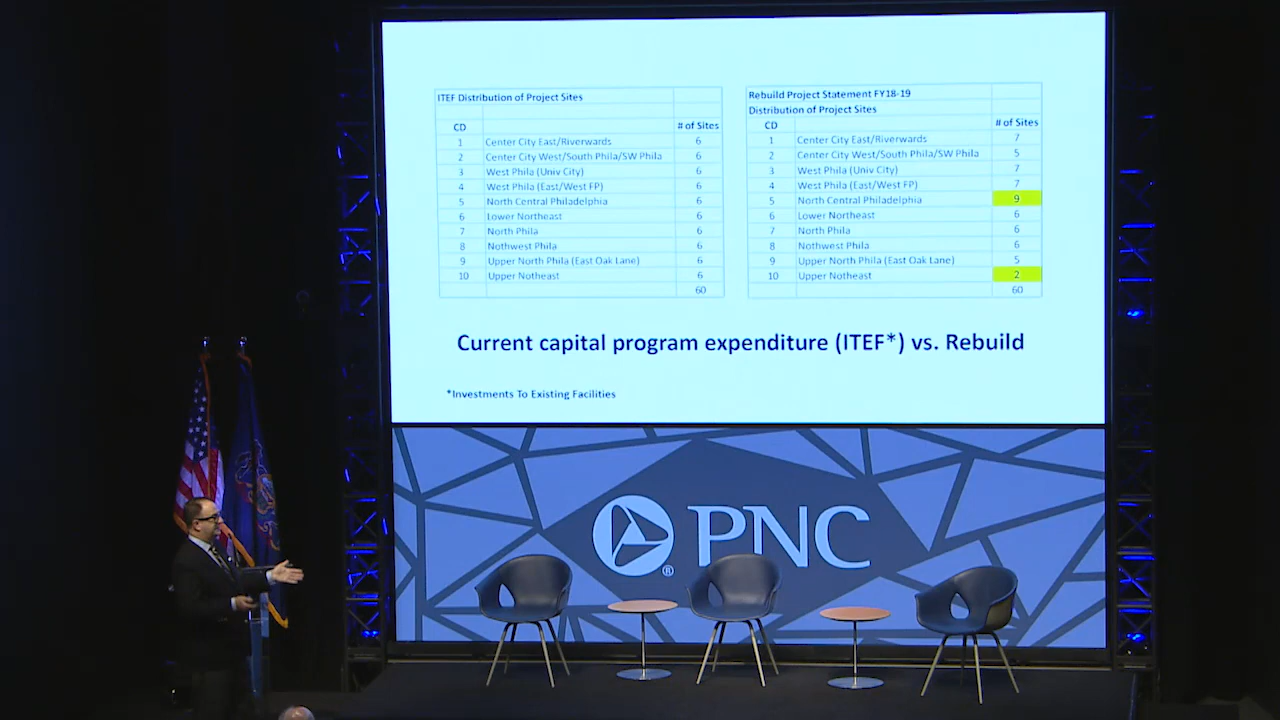 ITEF Distribution of Project Sites
CD # of Sites
1 Center City East/Riverwards 6
2 Center City West/South Phila/SW Phila 6
3 West Phila (Univ City) 6
4 West Phila (East/West FP) 6
5 North Central Philadelphia 6
6 Lower Northeast 6
7 North Phila 6
8 Nothwest Phila 6
9 Upper North Phila (East Oak Lane) 6
10 Upper Notheast 6
60
Rebuild Project Statement FY18-19
Distribution of Project Sites
CD # of Sites
1 Center City East/Riverwards 7
2 Center City West/South Phila/SW Phila 5
3 West Phila (Univ City) 7
4 West Phila (East/West FP) 7
5 North Central Philadelphia 9
6 Lower Northeast 6
7 North Phila 6
8 Nothwest Phila 6
9 Upper North Phila (East Oak Lane) 5
10 Upper Notheast 2
60
Current capital program expenditure (ITEF*) vs. Rebuild
*Investments To Existing Facilities
PNC
®